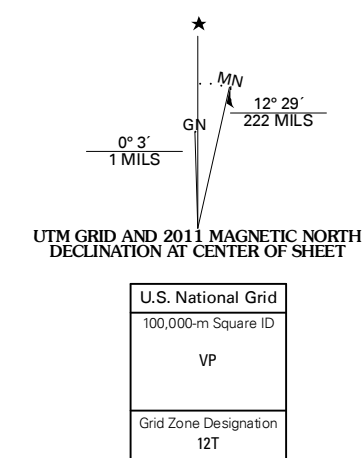 ★
MN
12° 29´
222 MILS
GN
0° 3´
1 MILS
UTM GRID AND 2011 MAGNETIC NORTH
DECLINATION AT CENTER OF SHEET
U.S. National Grid
100,000-m Square ID
VP
Grid Zone Designation
12T